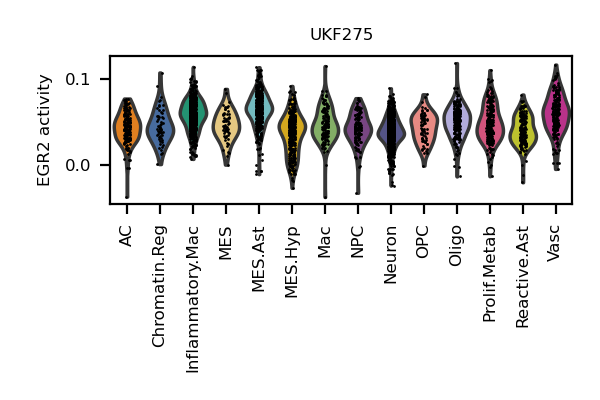 UKF275
EGR2 activity
0.1
0.0
AC
Chromatin.Reg
Inflammatory.Mac
MES
MES.Ast
MES.Hyp
Mac
NPC
Neuron
OPC
Oligo
Prolif.Metab
Reactive.Ast
Vasc